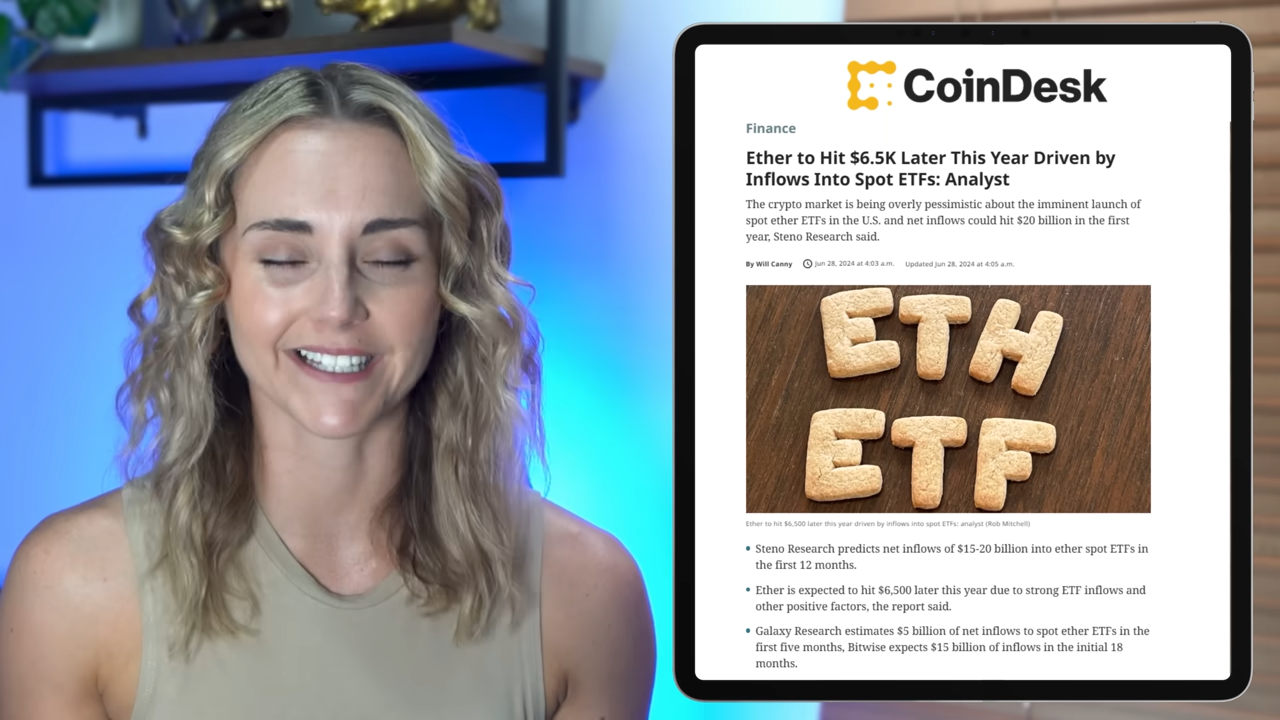 CoinDesk
Finance
Ether to Hit $6.5K Later This Year Driven by
Inflows Into Spot ETFs: Analyst
The crypto market is being overly pessimistic about the imminent launch of
spot ether ETFs in the U.S. and net inflows could hit $20 billion in the first
year, Steno Research said.
By Will Canny Jun 28, 2024 at 4:03 a.m. Updated Jun 28, 2024 at 4:05 a.m.
ETH
ETF
Ether to hit $6,500 later this year driven by inflows into spot ETFs: analyst (Rob Mitchell)
• Steno Research predicts net inflows of $15-20 billion into ether spot ETFs in
the first 12 months.
• Ether is expected to hit $6,500 later this year due to strong ETF inflows and
other positive factors, the report said.
• Galaxy Research estimates $5 billion of net inflows to spot ether ETFs in the
first five months, Bitwise expects $15 billion of inflows in the initial 18
months.